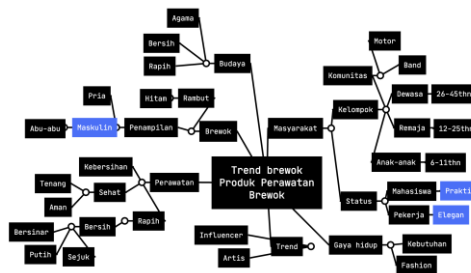 Agama
Bersih
Rapih
Budaya
Motor
Band
Komunitas
Dewasa
26-45thn
Kelompok
Remaja
12-25thn
Anak-anak
6-11thn
Masyarakat
Pria
Hitam
Rambut
Abu-abu
Maskulin
Penampilan
Brewok
Trend brewok
Produk Perawatan
Brewok
Kebersihan
Tenang
Sehat
Aman
Perawatan
Bersinar
Bersih
Rapih
Putih
Sejuk
Status
Mahasiswa
Prakti
Pekerja
Elegan
Influencer
Trend
Artis
Gaya hidup
Kebutuhan
Fashion